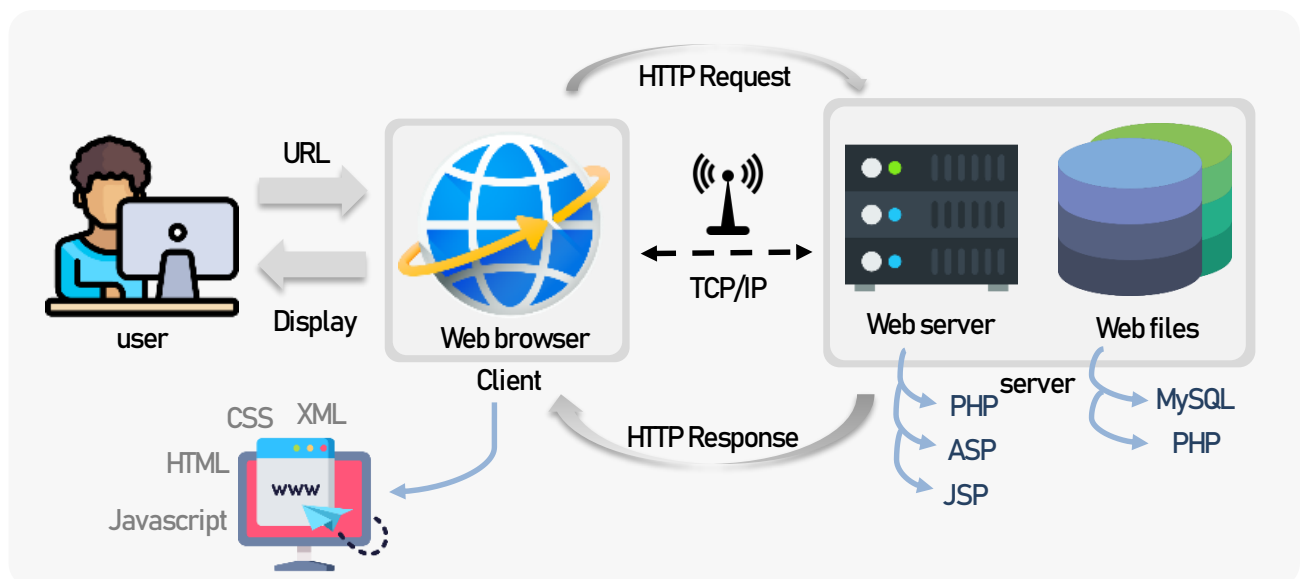 HTTP Request
URL
TCP/IP
Display
user
Web browser
Web server
Web files
Client
server
PHP
MySQL
CSS
XML
HTTP Response
PHP
ASP
HTML
WWW
JSP
Javascript